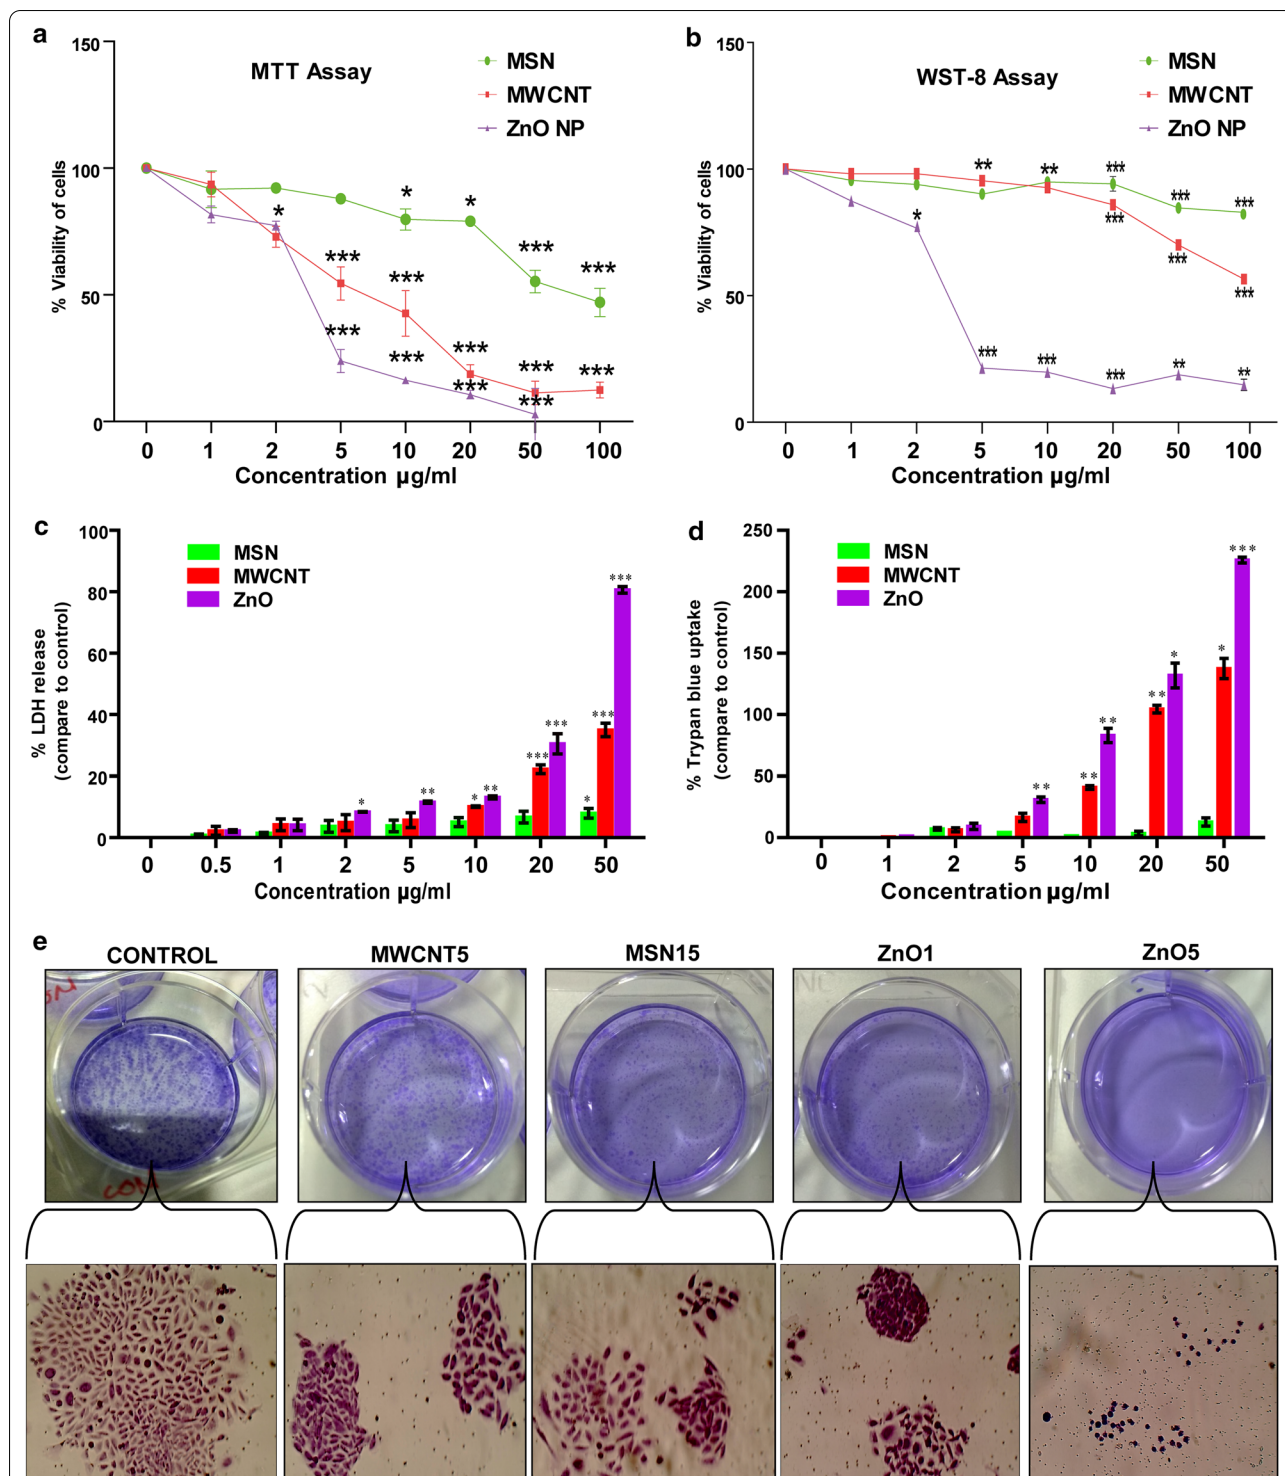 a
150
MTT Assay
MSN
MWCNT
ZnO NP
% Viability of cells
100
50
0
* * *
*** *** *** ***
*** *** *** ***
*** *** *** ***
0 1 2 5 10 20 50 100
Concentration µg/ml
b
150
WST-8 Assay
MSN
MWCNT
ZnO NP
% Viability of cells
100
50
0
** ** *** *** ***
* *** *** ***
*** *** *** ** **
0 1 2 5 10 20 50 100
Concentration µg/ml
c
100
80
60
40
20
0
MSN
MWCNT
ZnO
% LDH release
(compare to control)
* ** * ** *** *** * *** ***
0 0.5 1 2 5 10 20 50
Concentration µg/ml
d
250
200
150
100
50
0
MSN
MWCNT
ZnO
% Trypan blue uptake
(compare to control)
** ** ** ** * * ***
0 1 2 5 10 20 50
Concentration µg/ml
e
CONTROL MWCNT5 MSN15 ZnO1 ZnO5
CON